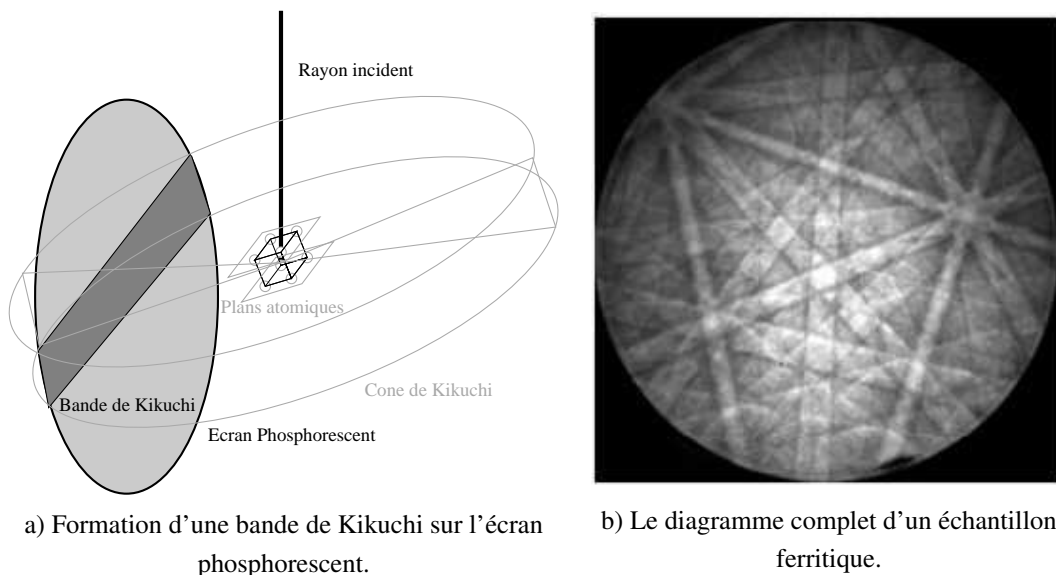 Rayon incident
Plans atomiques
Cone de Kikuchi
Bande de Kikuchi
Ecran Phosphorescent
a) Formation d'une bande de Kikuchi sur l'écran
phosphorescent.
b) Le diagramme complet d'un échantillon
ferritique.